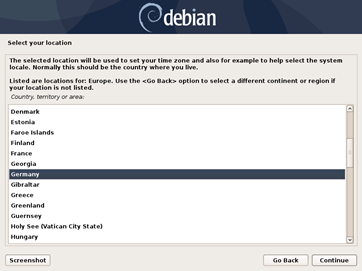 debian
Select your location
The selected location will be used to set your time zone and also for example to help select the system
locale. Normally this should be the country where you live.
Listed are locations for: Europe. Use the <Go Back> option to select a different continent or region if
your location is not listed.
Country, territory or area:
Denmark
Estonia
Faroe Islands
Finland
France
Georgia
Germany
Gibraltar
Greece
Greenland
Guernsey
Holy See (Vatican City State)
Hungary
Screenshot
Go Back
Continue